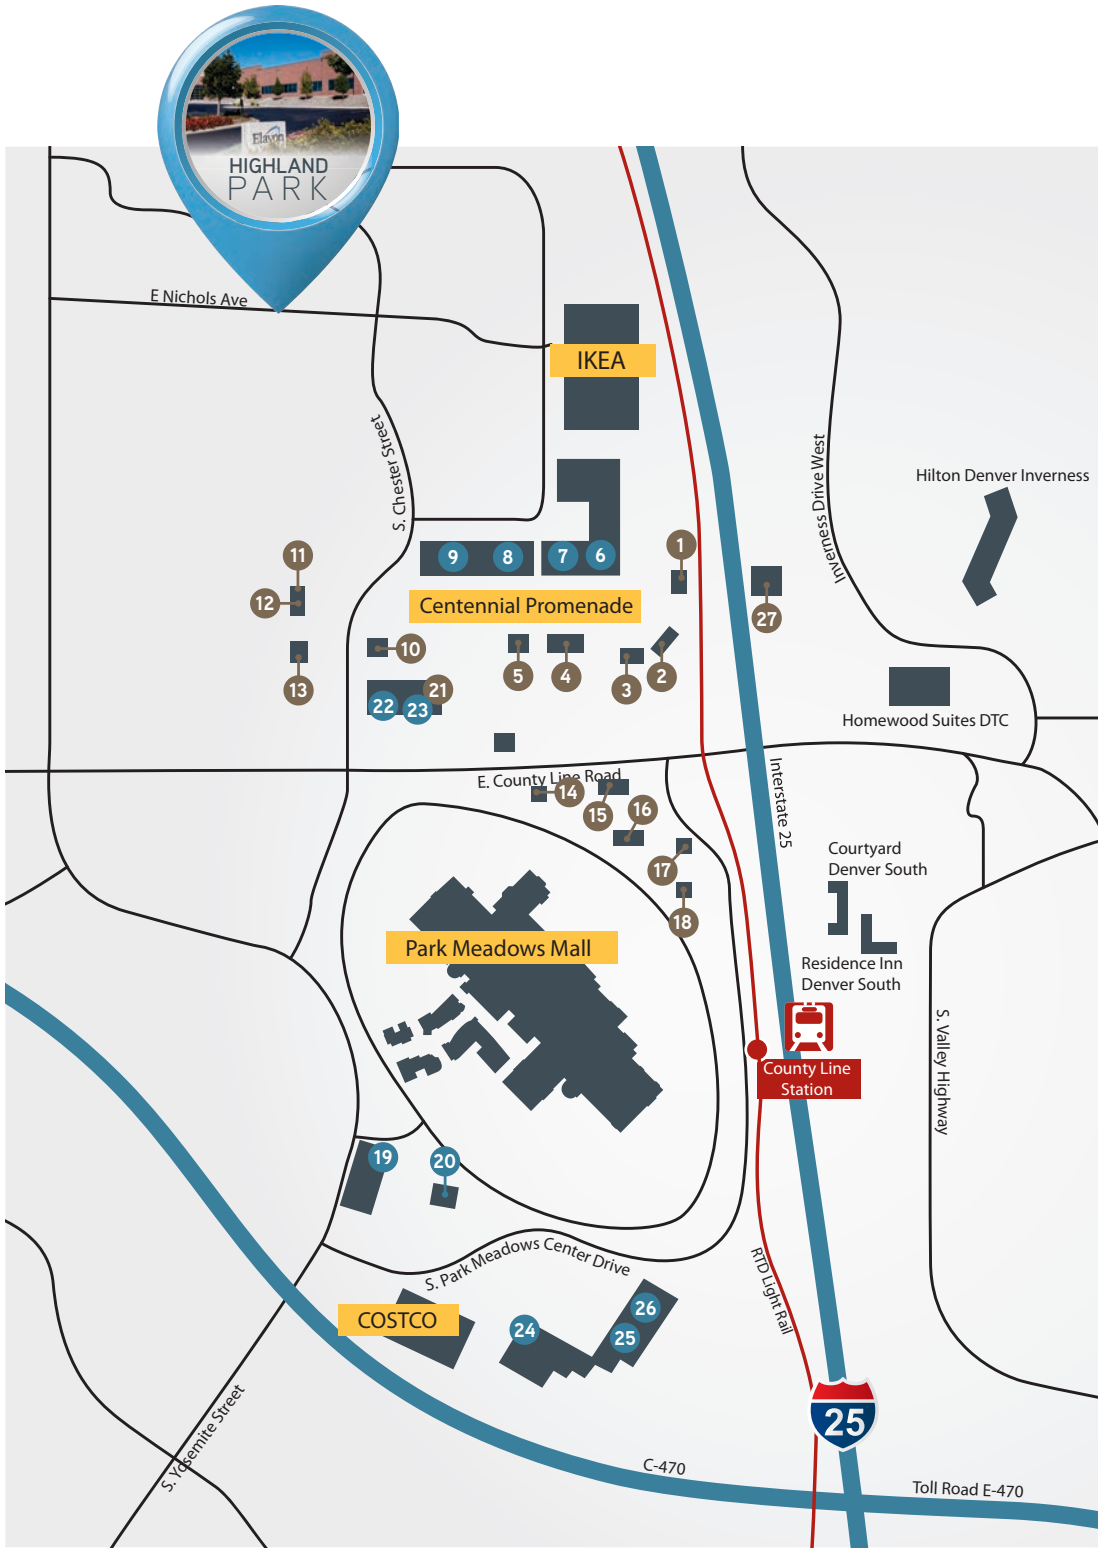 Elavon
HIGHLAND
PARK
E Nichols Ave
IKEA
S. Chester Street
Inverness Drive West
Hilton Denver Inverness
1
11
9
8
7
6
12
Centennial Promenade
27
10
5
4
3
2
13
21
22
23
Homewood Suites DTC
E. County Line Road
Interstate 25
14
15
16
17
18
Courtyard
Denver South
Park Meadows Mall
Residence Inn
Denver South
S. Valley Highway
County Line
Station
19
20
S. Park Meadows Center Drive
RTD Light Rail
COSTCO
24
26
25
S. Yosemite Street
25
C-470
Toll Road E-470